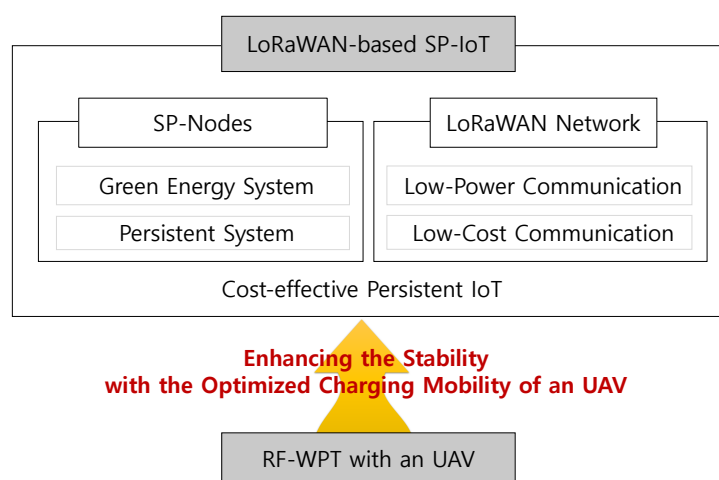 LoRaWAN-based SP-IoT
SP-Nodes
Green Energy System
Persistent System
LoRaWAN Network
Low-Power Communication
Low-Cost Communication
Cost-effective Persistent IoT
Enhancing the Stability
with the Optimized Charging Mobility of an UAV
RF-WPT with an UAV